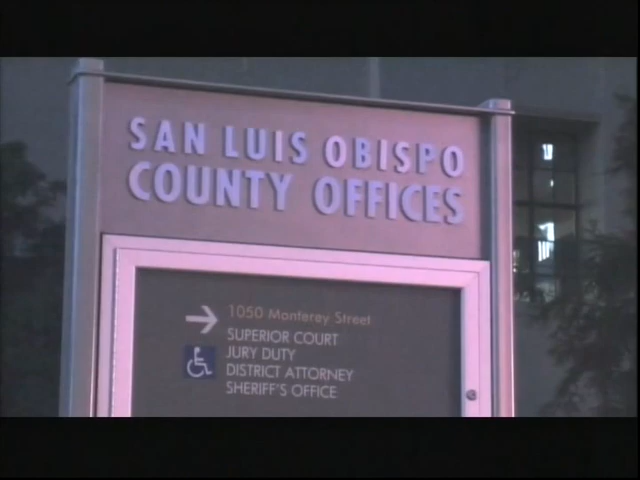 SAN LUIS OBISPO
COUNTY OFFICES
1050 Monterey Street
SUPERIOR COURT
JURY DUTY
DISTRICT ATTORNEY
SHERIFF'S OFFICE